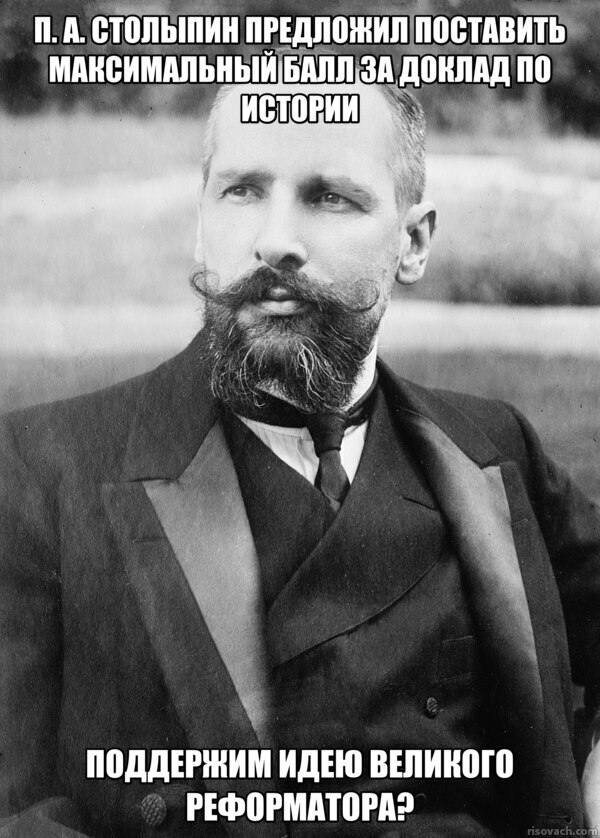 П. А. СТОЛЫПИН ПРЕДЛОЖИЛ ПОСТАВИТЬ
МАКСИМАЛЬНЫЙ БАЛЛ ЗА ДОКЛАД ПО
ИСТОРИИ
ПОДДЕРЖИМ ИДЕЮ ВЕЛИКОГО
РЕФОРМАТОРА?
risovach.com